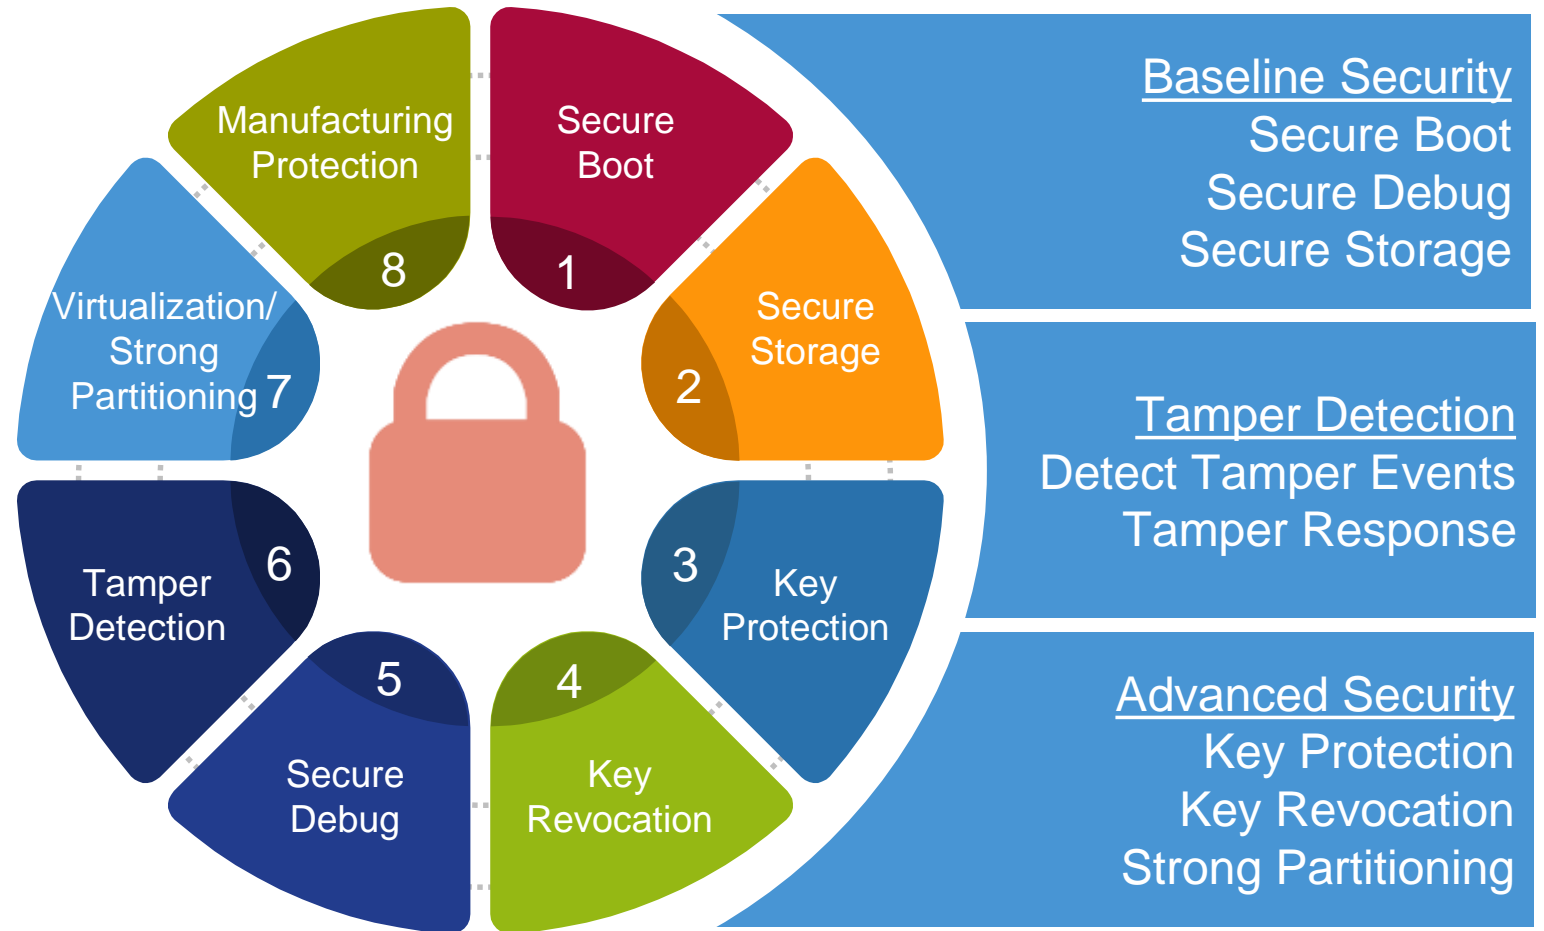 Manufacturing
Protection
8
Secure
Boot
1
Secure
Storage
2
Key
Protection
3
Key
Revocation
4
Secure
Debug
5
Tamper
Detection
6
Virtualization/
Strong
Partitioning
7
Baseline Security
Secure Boot
Secure Debug
Secure Storage
Tamper Detection
Detect Tamper Events
Tamper Response
Advanced Security
Key Protection
Key Revocation
Strong Partitioning